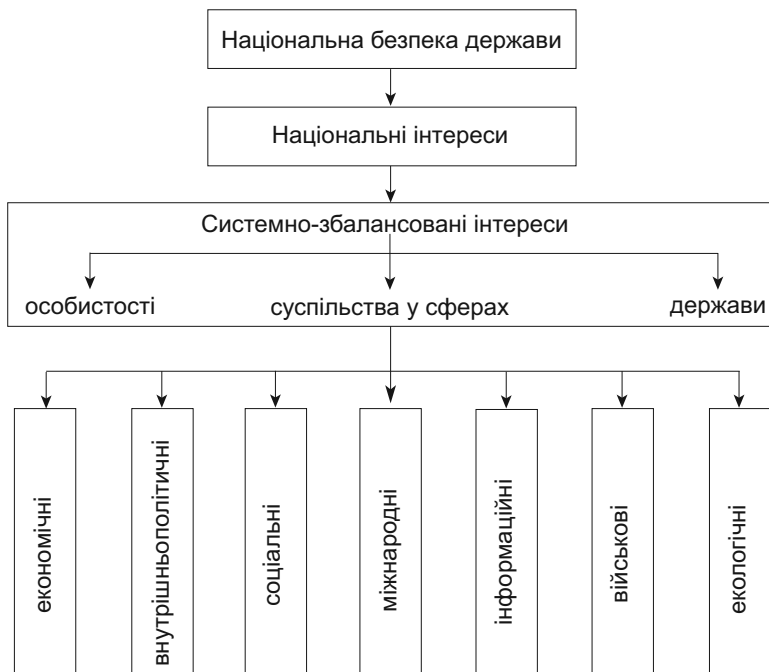 Національна безпека держави
Національні інтереси
Системно-збалансовані інтереси
особистості
суспільства у сферах
держави
економічні
внутрішньополітичні
соціальні
міжнародні
інформаційні
військові
екологічні